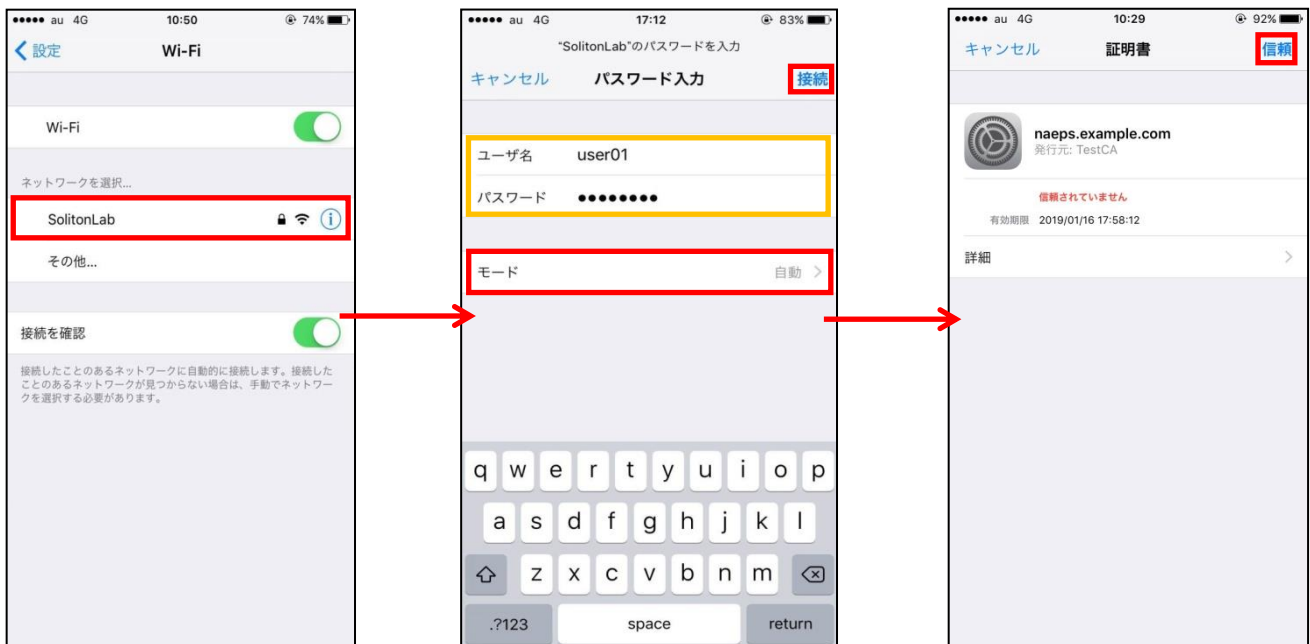 au 4G 10:50 74%
設定 Wi-Fi
Wi-Fi
ネットワークを選択...
SolitonLab
その他...
接続を確認
接続したことのあるネットワークに自動的に接続します。接続した
ことのあるネットワークが見つからない場合は、手動でネットワー
クを選択する必要があります。
au 4G 17:12 83%
"SolitonLab"のパスワードを入力
キャンセル パスワード入力 接続
ユーザ名 user01
パスワード ●●●●●●●●
モード 自動
q w e r t y u i o p
a s d f g h j k l
z x c v b n m
.?123 space return
au 4G 10:29 92%
キャンセル 証明書 信頼
naeps.example.com
発行元: TestCA
信頼されていません
有効期限 2019/01/16 17:58:12
詳細